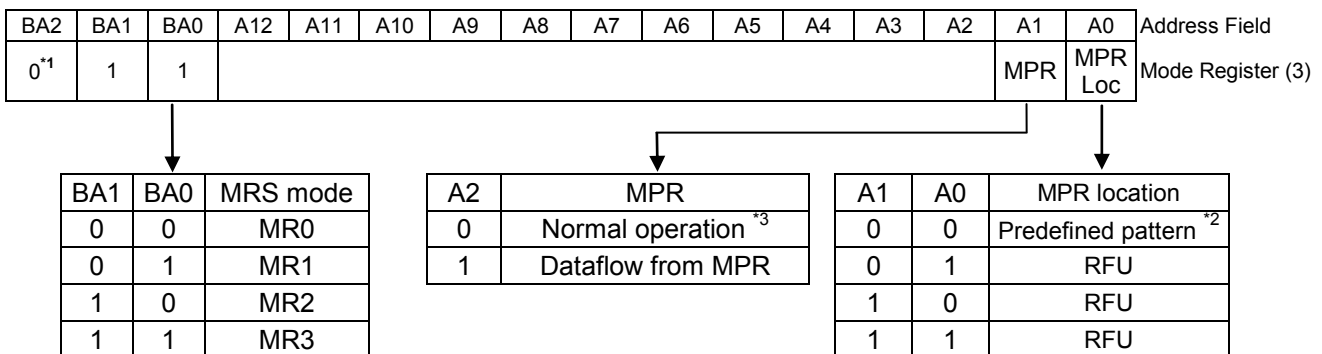 BA2 BA1 BA0 A12 A11 A10 A9 A8 A7 A6 A5 A4 A3 A2 A1 A0 Address Field
0*1 1 1 MPR MPR Loc Mode Register (3)
BA1 BA0 MRS mode
0 0 MR0
0 1 MR1
1 0 MR2
1 1 MR3
A2 MPR
0 Normal operation *3
1 Dataflow from MPR
A1 A0 MPR location
0 0 Predefined pattern *2
0 1 RFU
1 0 RFU
1 1 RFU